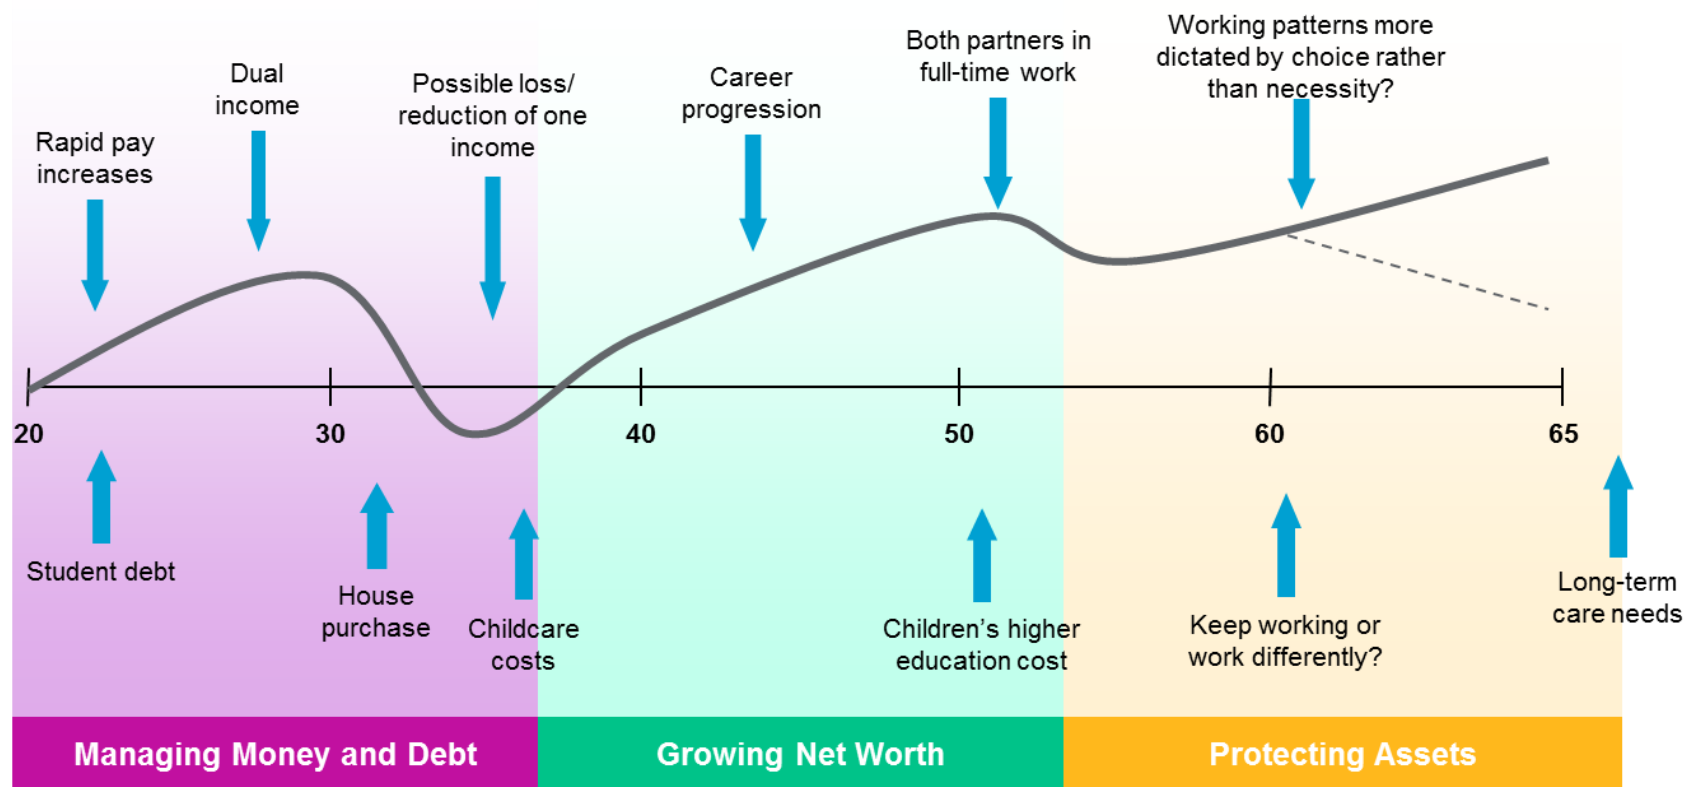 Rapid pay
increases
Dual
income
Possible loss/
reduction of one
income
Career
progression
Both partners in
full-time work
Working patterns more
dictated by choice rather
than necessity?
20
30
40
50
60
65
Student debt
House
purchase
Childcare
costs
Children’s higher
education cost
Keep working or
work differently?
Long-term
care needs
Managing Money and Debt
Growing Net Worth
Protecting Assets